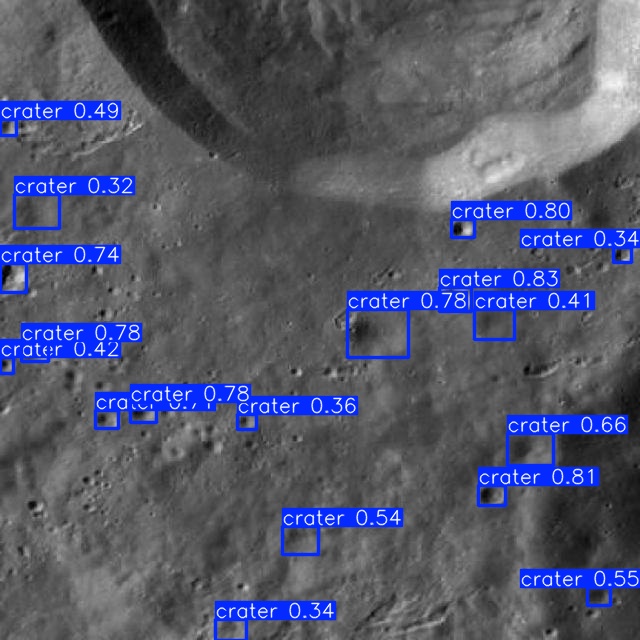 crater 0.49
crater 0.32
crater 0.80
crater 0.34
crater 0.74
crater 0.83
crater 0.78
crater 0.41
crater 0.78
crater 0.42
crater 0.78
crater 0.36
crater 0.66
crater 0.81
crater 0.54
crater 0.55
crater 0.34